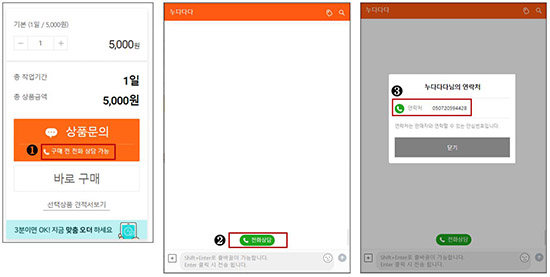 기본 (1일 / 5,000원)
1
5,000원
총 작업기간
1일
총 상품금액
5,000원
상품문의
❶
구매 전 전화 상담 가능
바로 구매
선택상품 견적서보기
3분이면 OK! 지금 맞춤 오더 하세요
누다다다
❷
전화상담
Shift+Enter로 줄바꿈이 가능합니다.
Enter 클릭 시 전송 됩니다.
누다다다
누다다다님의 연락처
❸
연락처
050720594428
연락처는 판매자와 연락할 수 있는 안심번호입니다.
닫기
전화상담
Shift+Enter로 줄바꿈이 가능합니다.
Enter 클릭 시 전송 됩니다.